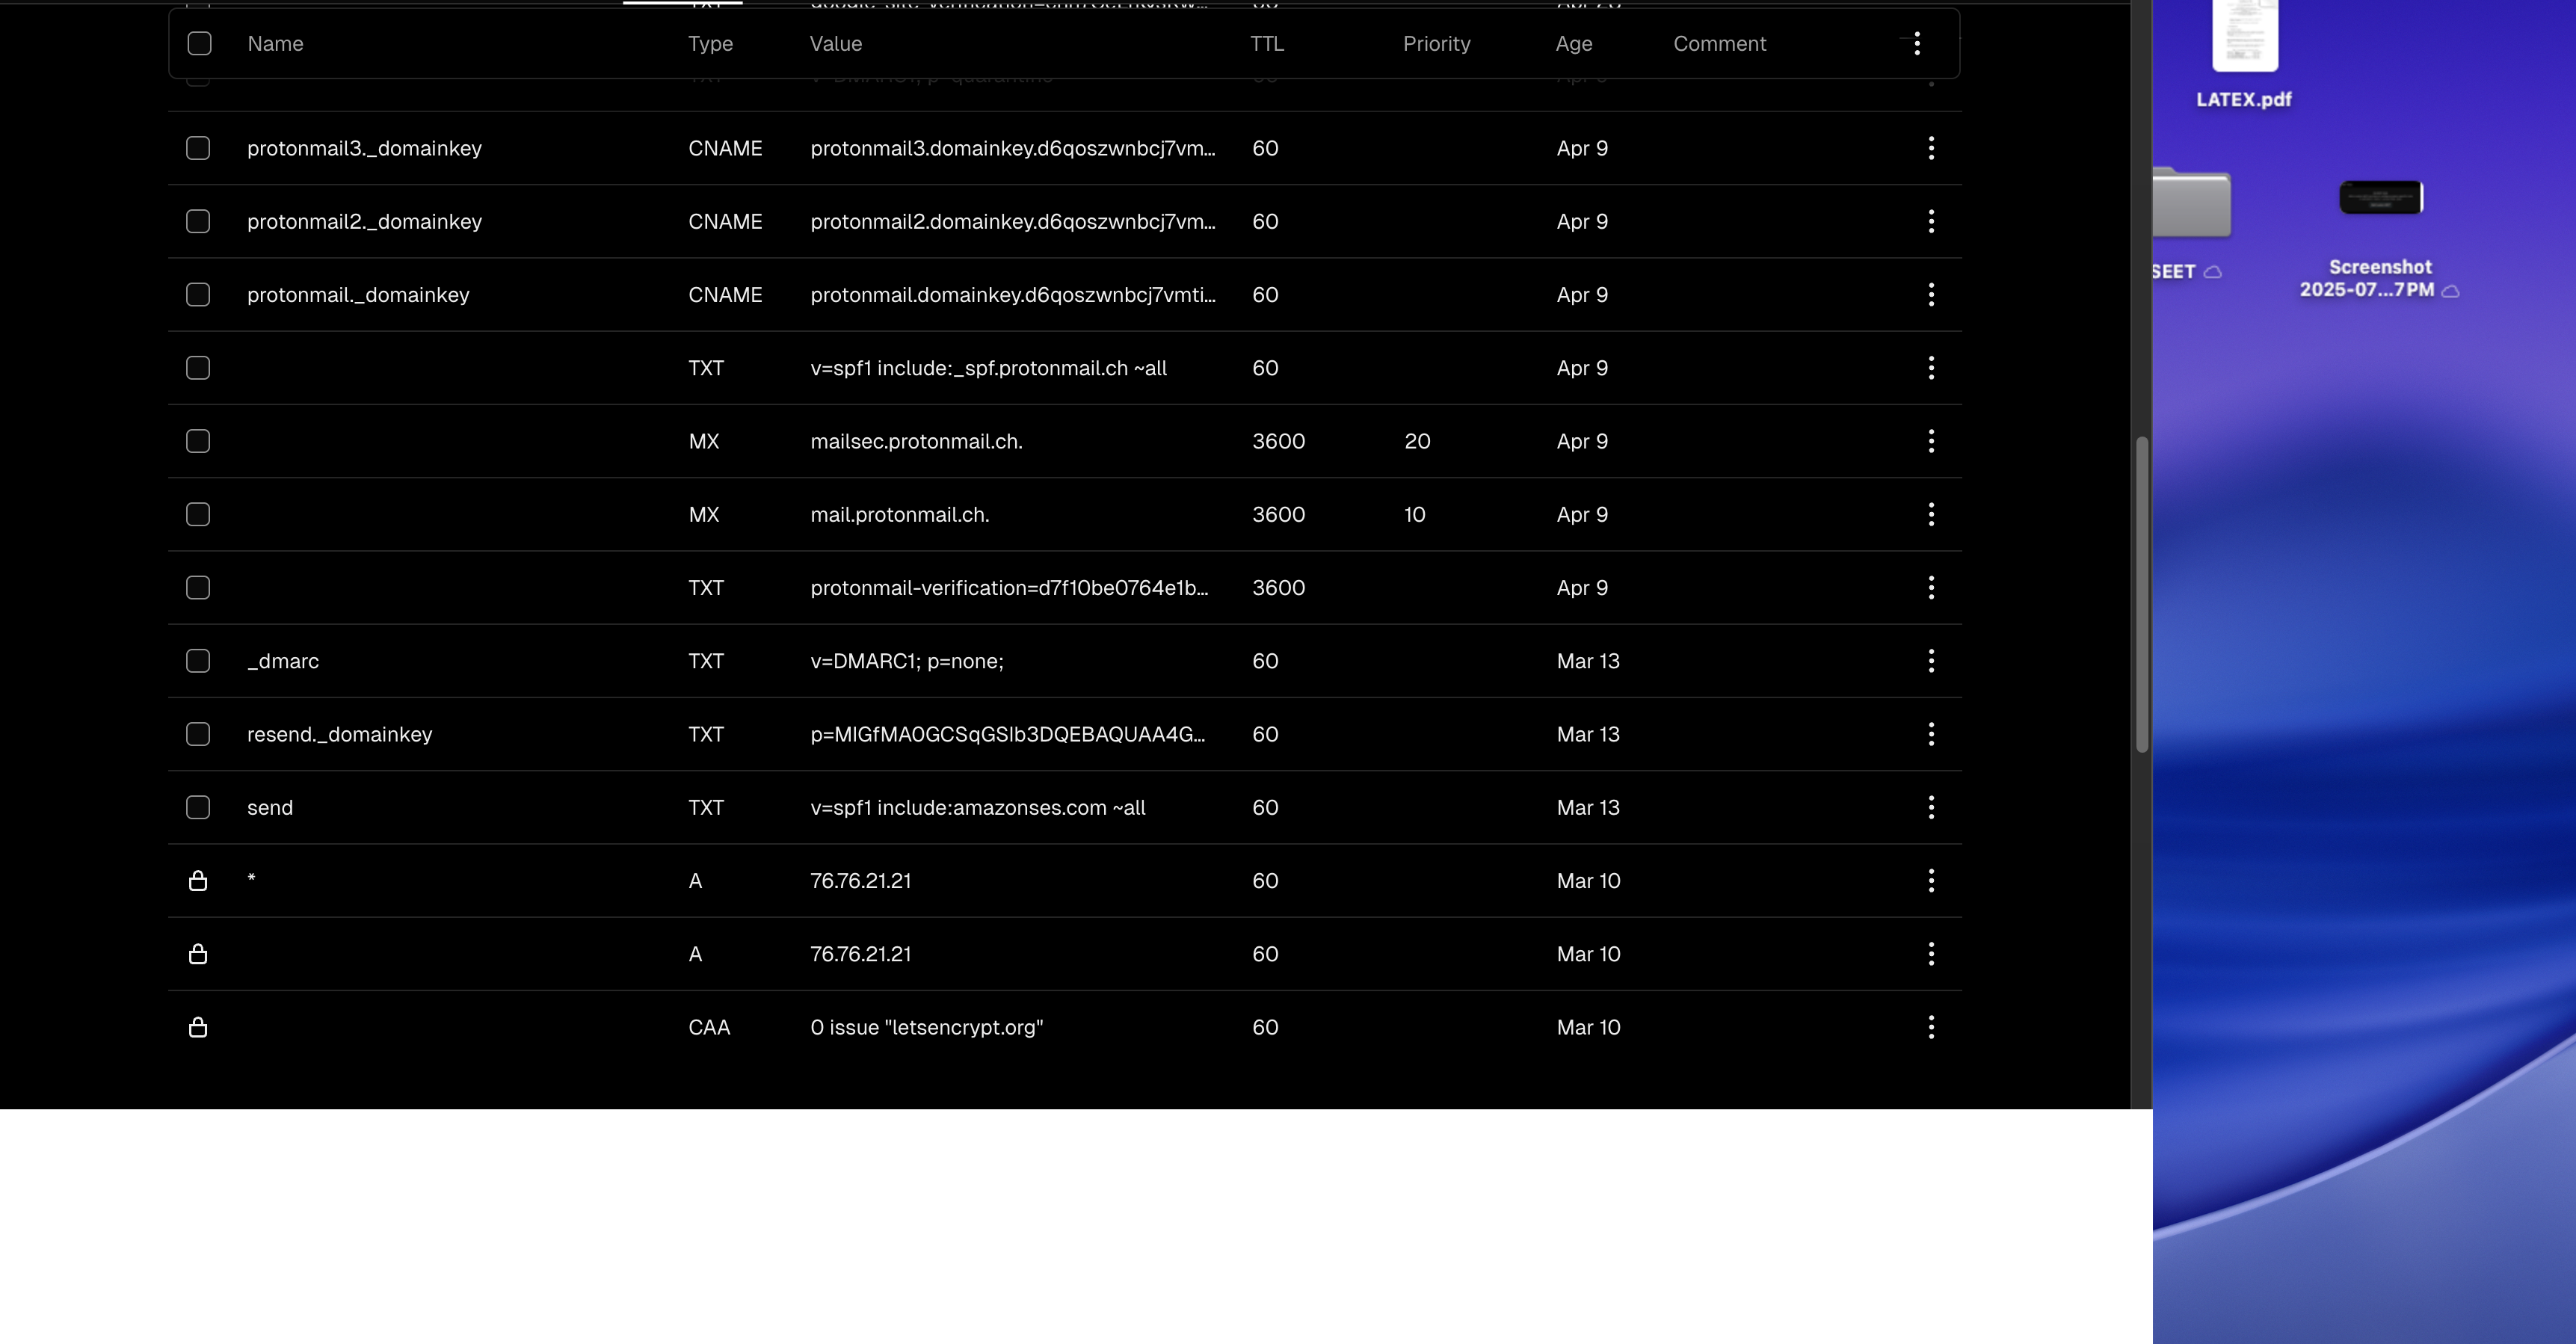 Name Type Value TTL Priority Age Comment
protonmail3._domainkey CNAME protonmail3.domainkey.d6qoszwnbcj7vm... 60 Apr 9
protonmail2._domainkey CNAME protonmail2.domainkey.d6qoszwnbcj7vm... 60 Apr 9
protonmail._domainkey CNAME protonmail.domainkey.d6qoszwnbcj7vmti... 60 Apr 9
TXT v=spf1 include:_spf.protonmail.ch ~all 60 Apr 9
MX mailsec.protonmail.ch. 3600 20 Apr 9
MX mail.protonmail.ch. 3600 10 Apr 9
TXT protonmail-verification=d7f10be0764e1b... 3600 Apr 9
_dmarc TXT v=DMARC1; p=none; 60 Mar 13
resend._domainkey TXT p=MIGfMA0GCSqGSIb3DQEBAQUAA4G... 60 Mar 13
send TXT v=spf1 include:amazonses.com ~all 60 Mar 13
* A 76.76.21.21 60 Mar 10
A 76.76.21.21 60 Mar 10
CAA 0 issue "letsencrypt.org" 60 Mar 10
LATEX.pdf
SEET
Screenshot
2025-07...7PM